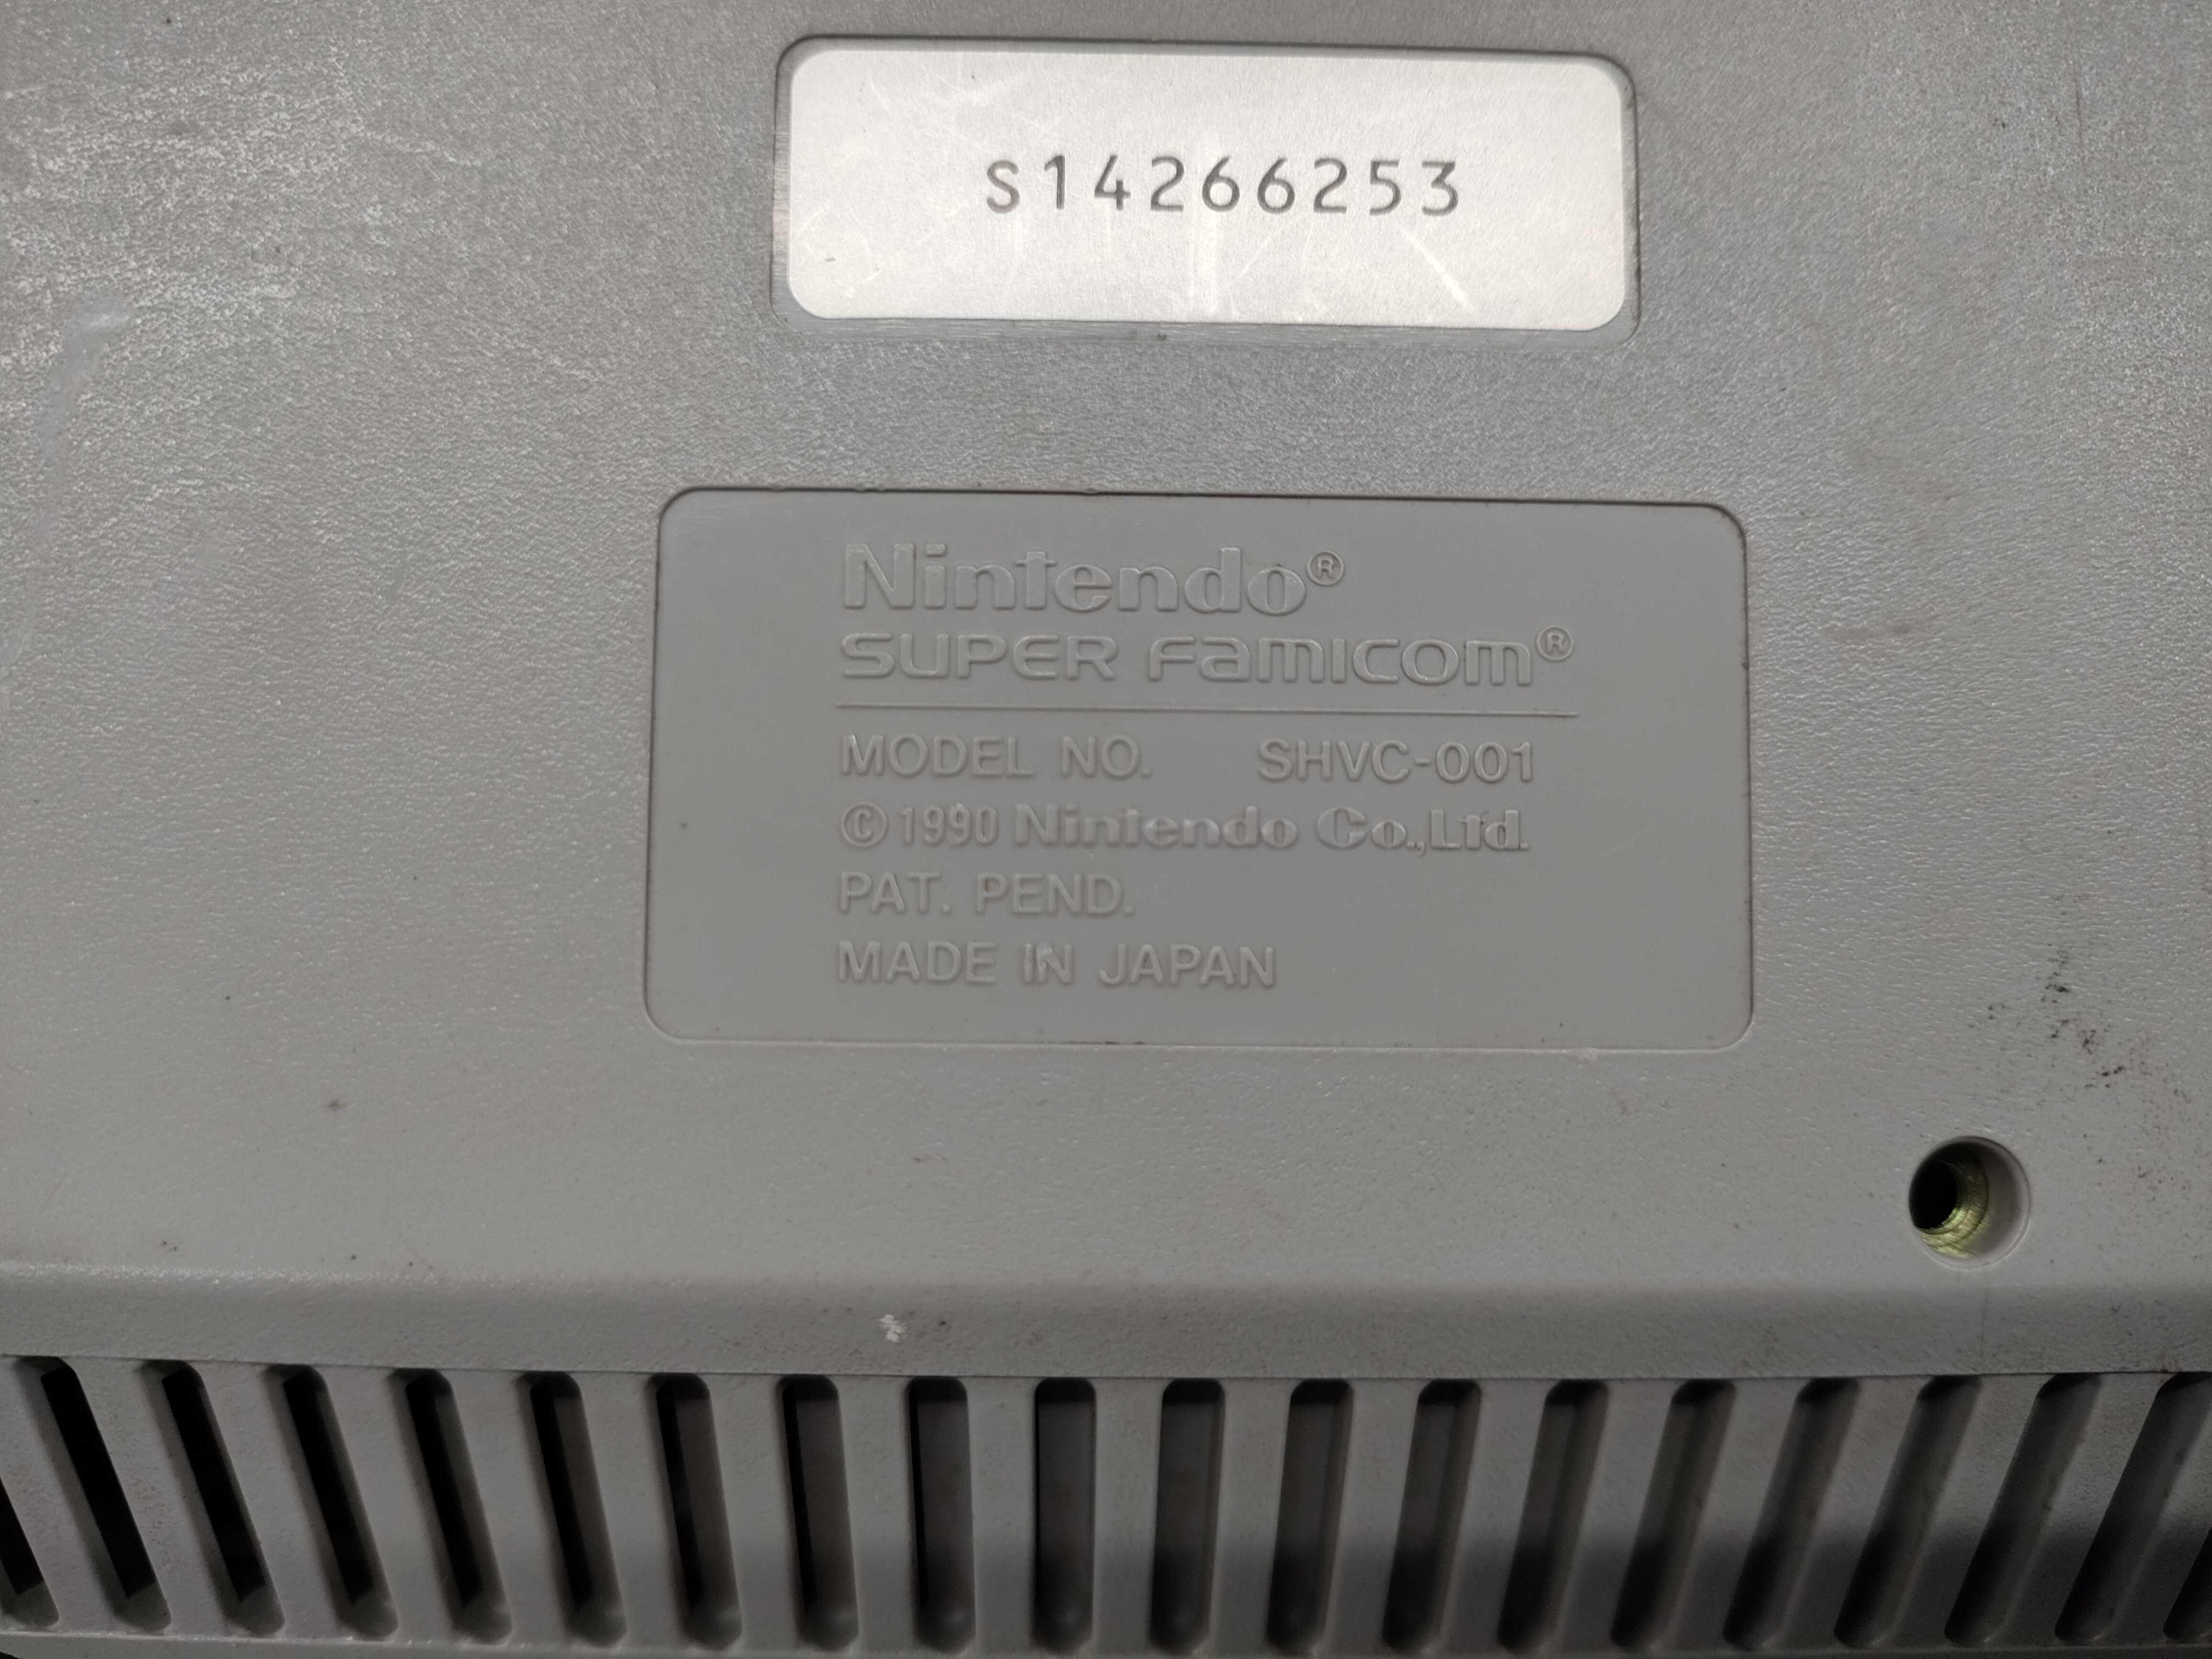 S14266253
Nintendo®
SUPER FAMICOM®
MODEL NO. SHVC-001
© 1990 Nintendo Co.,Ltd.
PAT. PEND.
MADE IN JAPAN